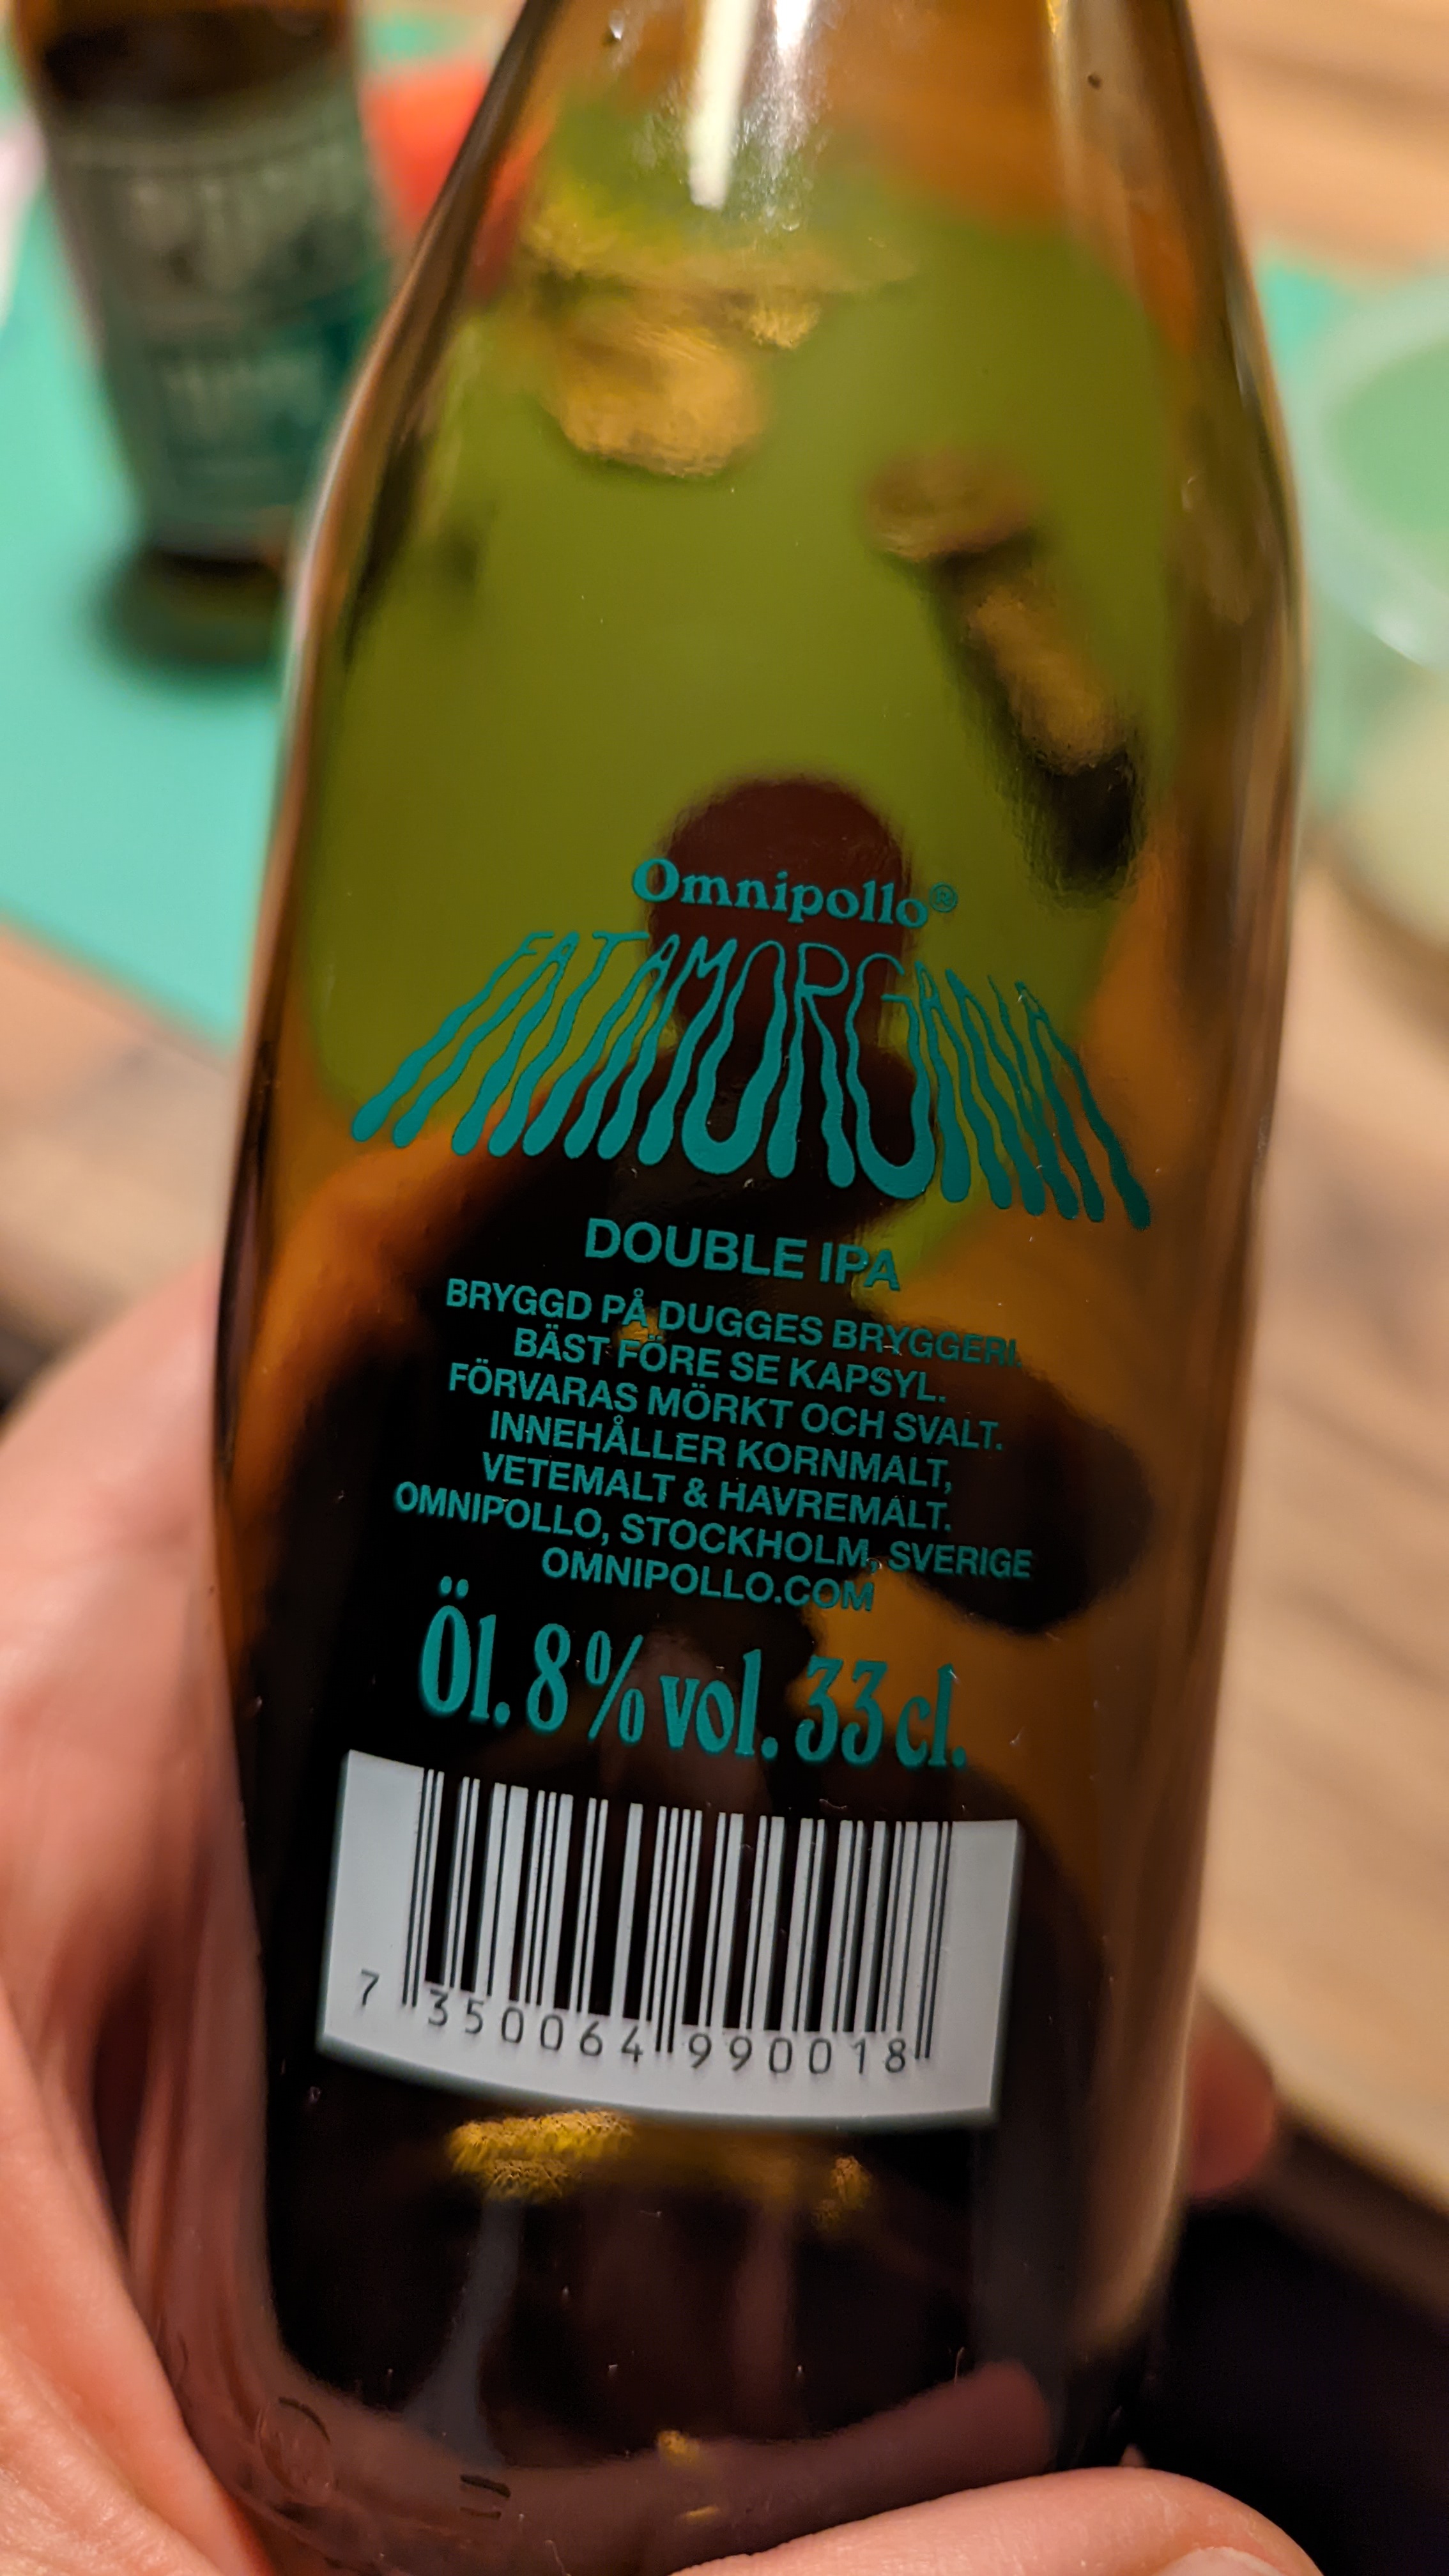 Omnipollo®
FATAMORGANA
DOUBLE IPA
BRYGGD PÅ DUGGES BRYGGERI.
BÄST FÖRE SE KAPSYL.
FÖRVARAS MÖRKT OCH SVALT.
INNEHÅLLER KORNMALT,
VETEMALT & HAVREMALT.
OMNIPOLLO, STOCKHOLM, SVERIGE
OMNIPOLLO.COM
Öl. 8% vol. 33 cl.
7 350064 990018